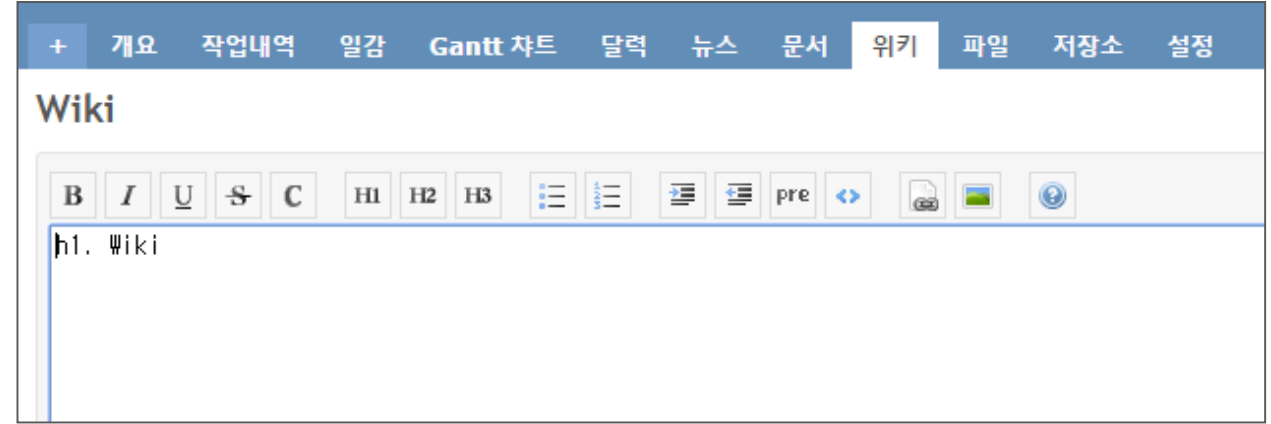 + 개요 작업내역 일감 Gantt 챠트 달력 뉴스 문서 위키 파일 저장소 설정
Wiki
B I U S C H1 H2 H3 pre
h1. Wiki